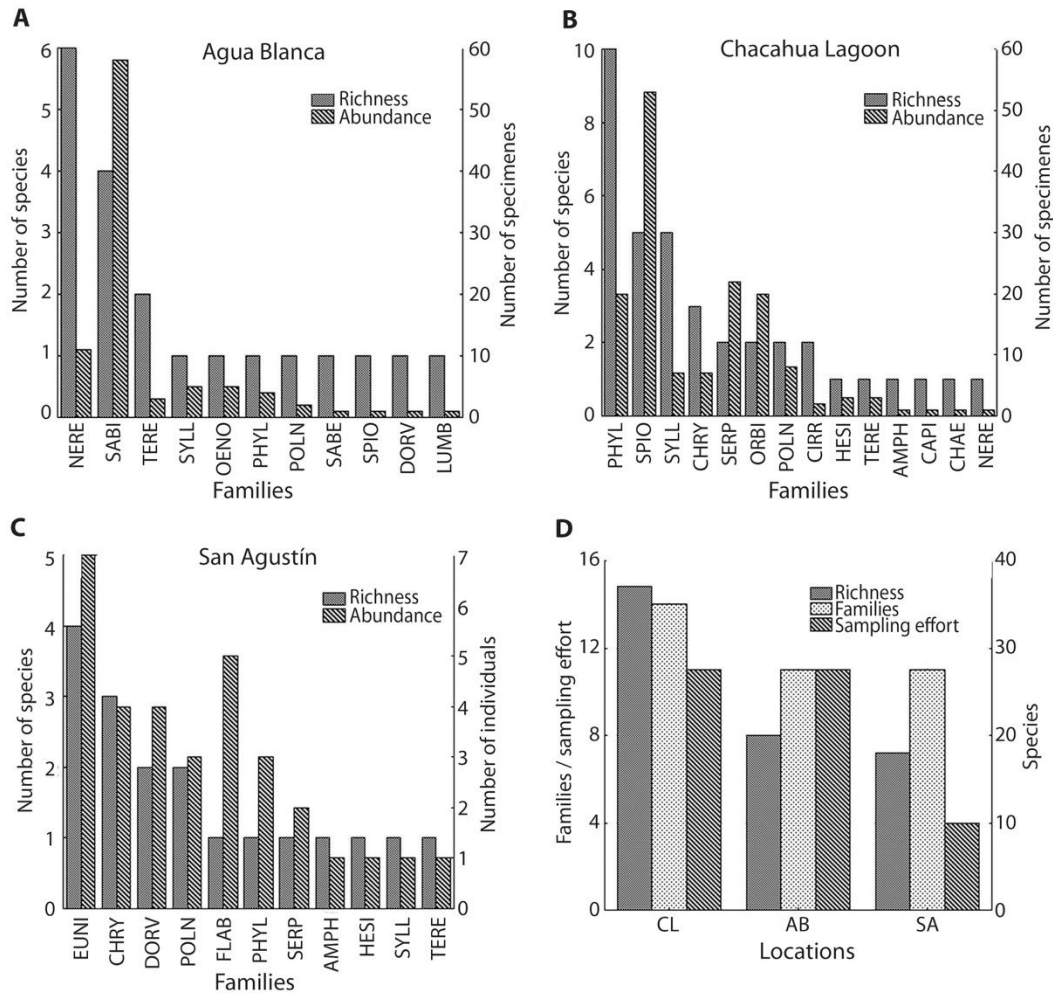 A
Agua Blanca
Richness
Abundance
Number of species
6
5
4
3
2
1
0
60
50
40
30
20
10
0
Number of specimenes
NERE
SABI
TERE
SYLL
OENO
PHYL
POLN
SABE
SPIO
DORV
LUMB
Families
B
Chacahua Lagoon
Richness
Abundance
Number of species
10
8
6
4
2
0
60
50
40
30
20
10
0
Number of specimenes
PHYL
SPIO
SYLL
CHRY
SERP
ORBI
POLN
CIRR
HESI
TERE
AMPH
CAPI
CHAE
NERE
Families
C
San Agustín
Richness
Abundance
Number of species
5
4
3
2
1
0
7
6
5
4
3
2
1
0
Number of individuals
EUNI
CHRY
DORV
POLN
FLAB
PHYL
SERP
AMPH
HESI
SYLL
TERE
Families
D
Richness
Families
Sampling effort
Families / sampling effort
16
12
8
4
0
40
30
20
10
0
Species
CL
AB
SA
Locations